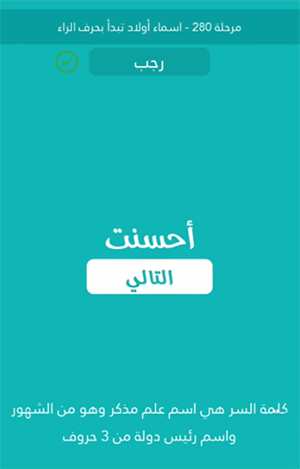 مرحلة 280 - اسماء أولاد تبدأ بحرف الراء
رجب
أحسنت
التالي
كلمة السر هي اسم علم مذكر وهو من الشهور
واسم رئيس دولة من 3 حروف